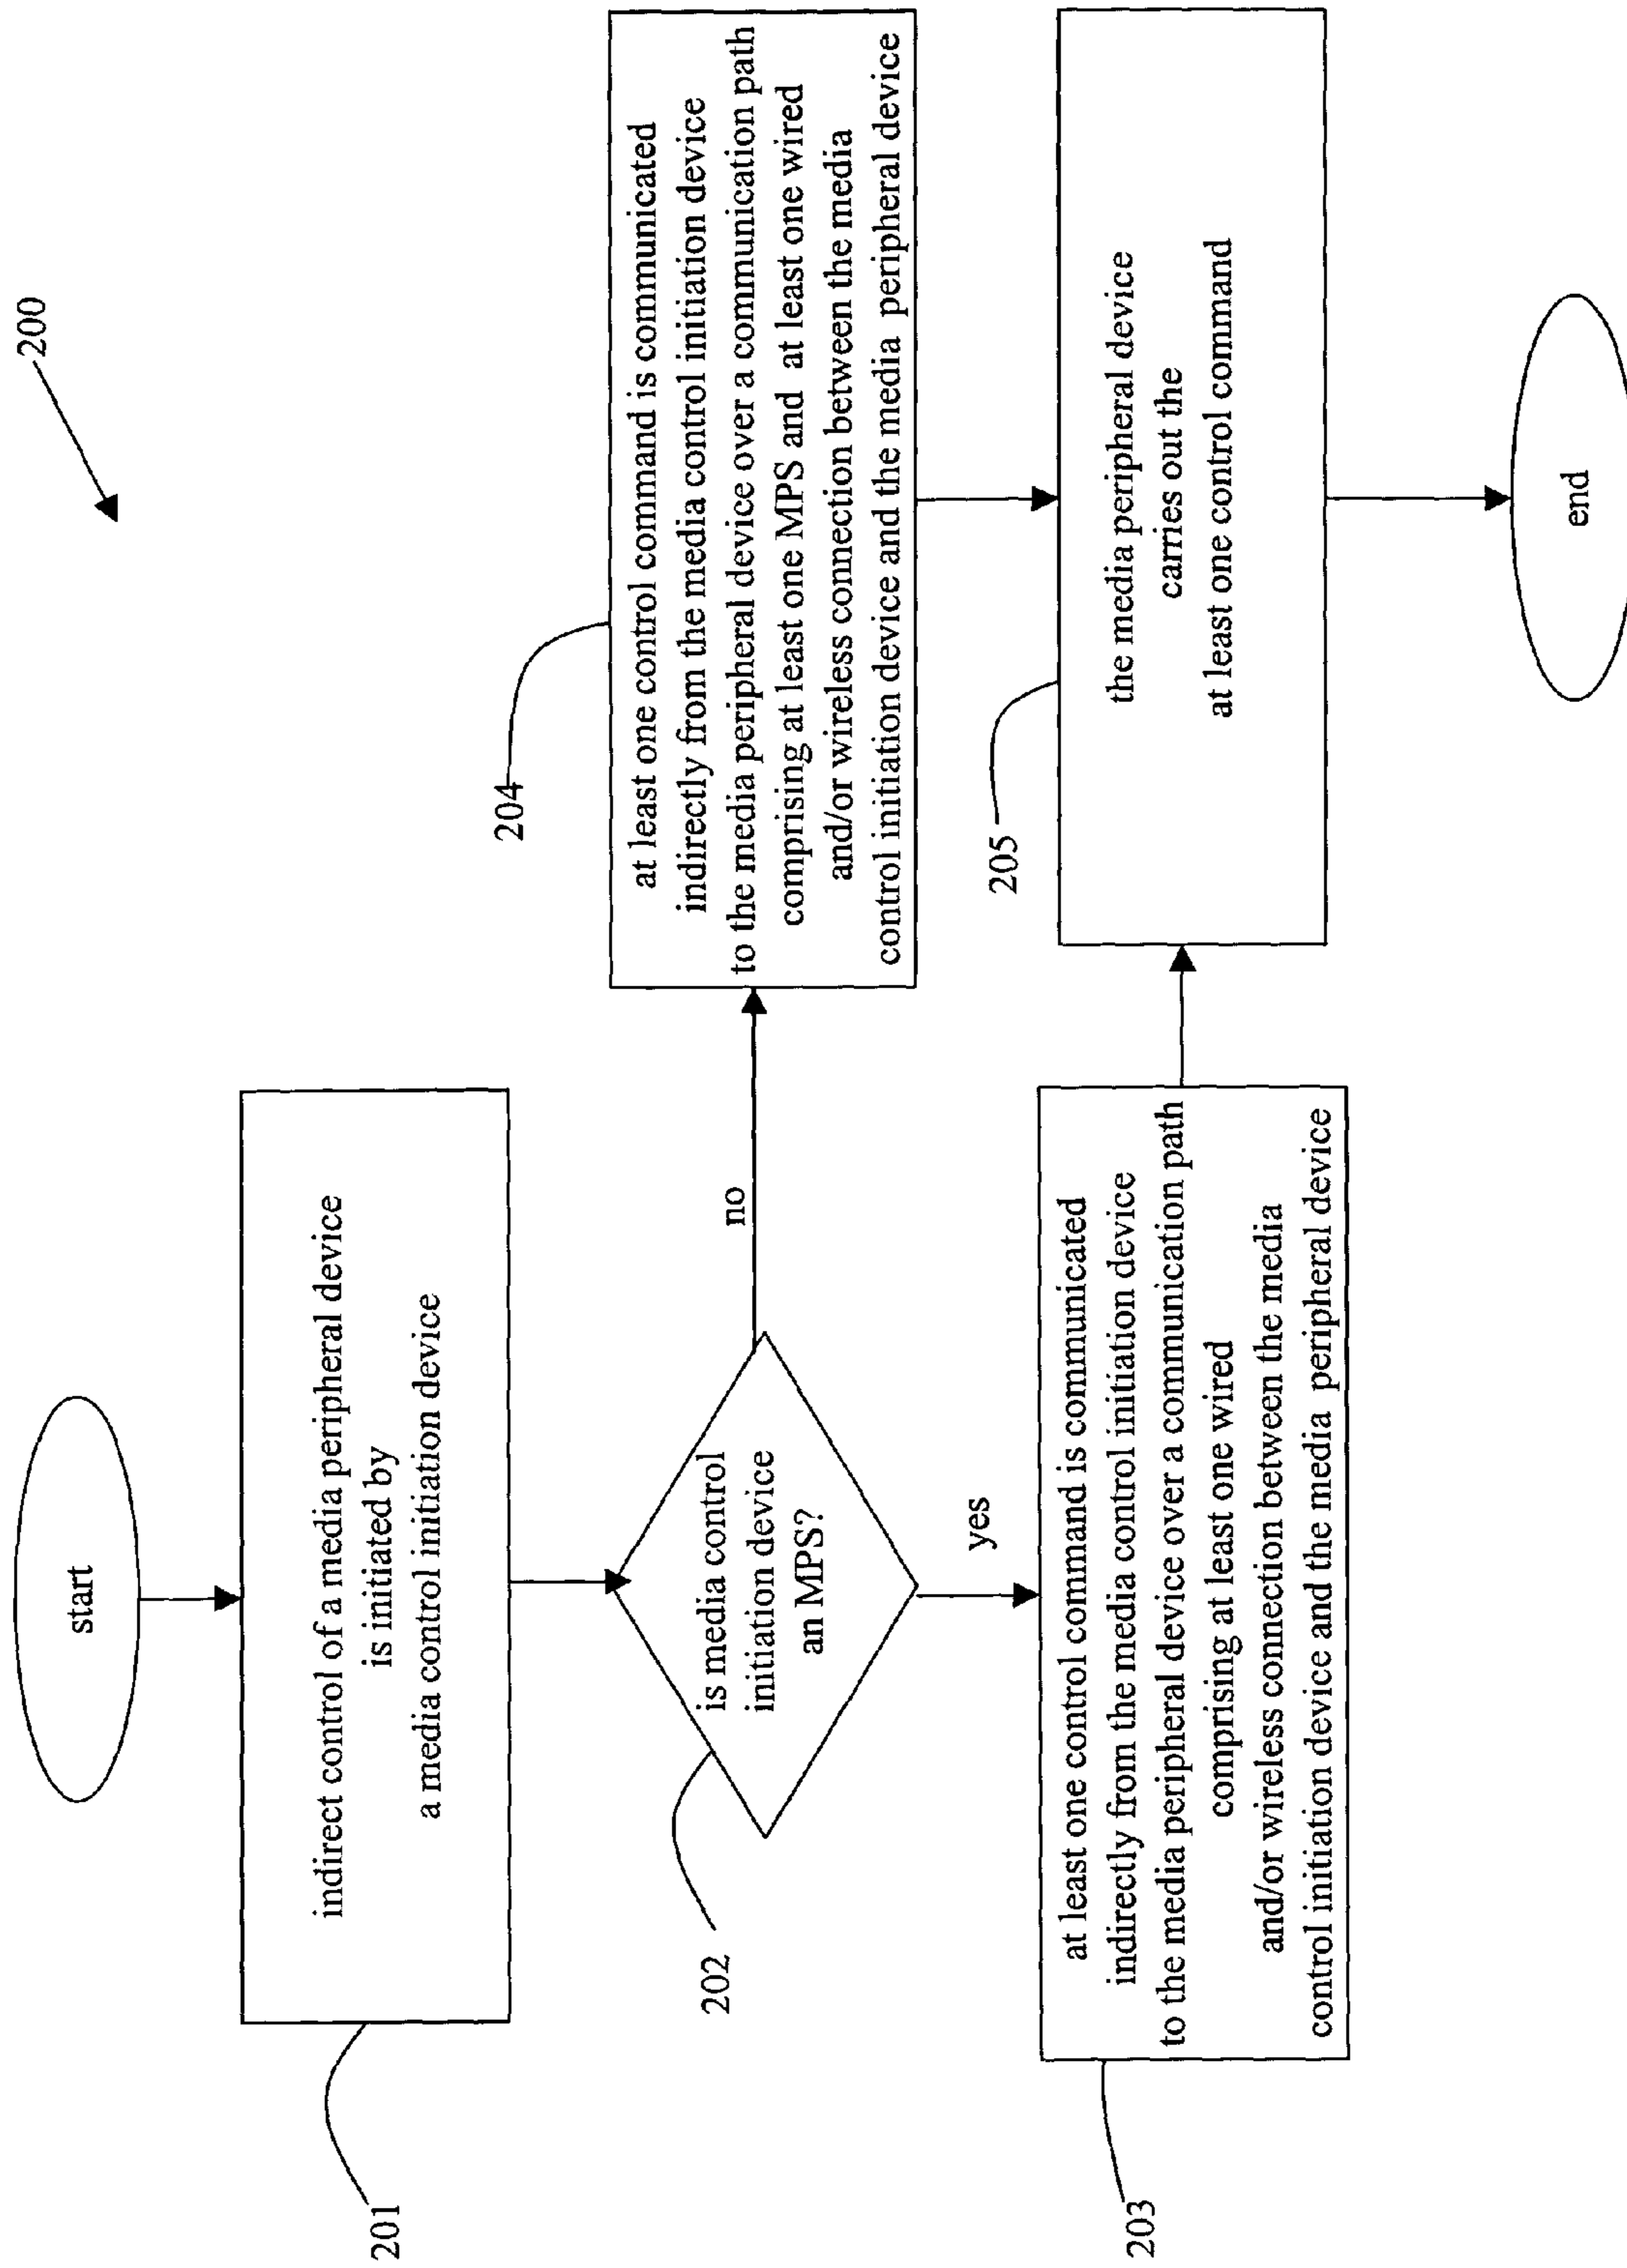 200
start
201
indirect control of a media peripheral device
is initiated by
a media control initiation device
202
is media control
initiation device
an MPS?
no
yes
204
at least one control command is communicated
indirectly from the media control initiation device
to the media peripheral device over a communication path
comprising at least one MPS and at least one wired
and/or wireless connection between the media
control initiation device and the media peripheral device
203
at least one control command is communicated
indirectly from the media control initiation device
to the media peripheral device over a communication path
comprising at least one wired
and/or wireless connection between the media
control initiation device and the media peripheral device
205
the media peripheral device
carries out the
at least one control command
end